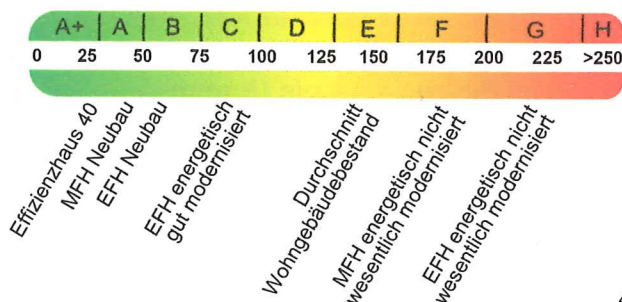 A+ A B C D E F G H
0 25 50 75 100 125 150 175 200 225 >250
Effizienzhaus 40
MFH Neubau
EFH Neubau
EFH energetisch
gut modernisiert
Durchschnitt
Wohngebäudebestand
MFH energetisch nicht
wesentlich modernisiert
EFH energetisch nicht
wesentlich modernisiert